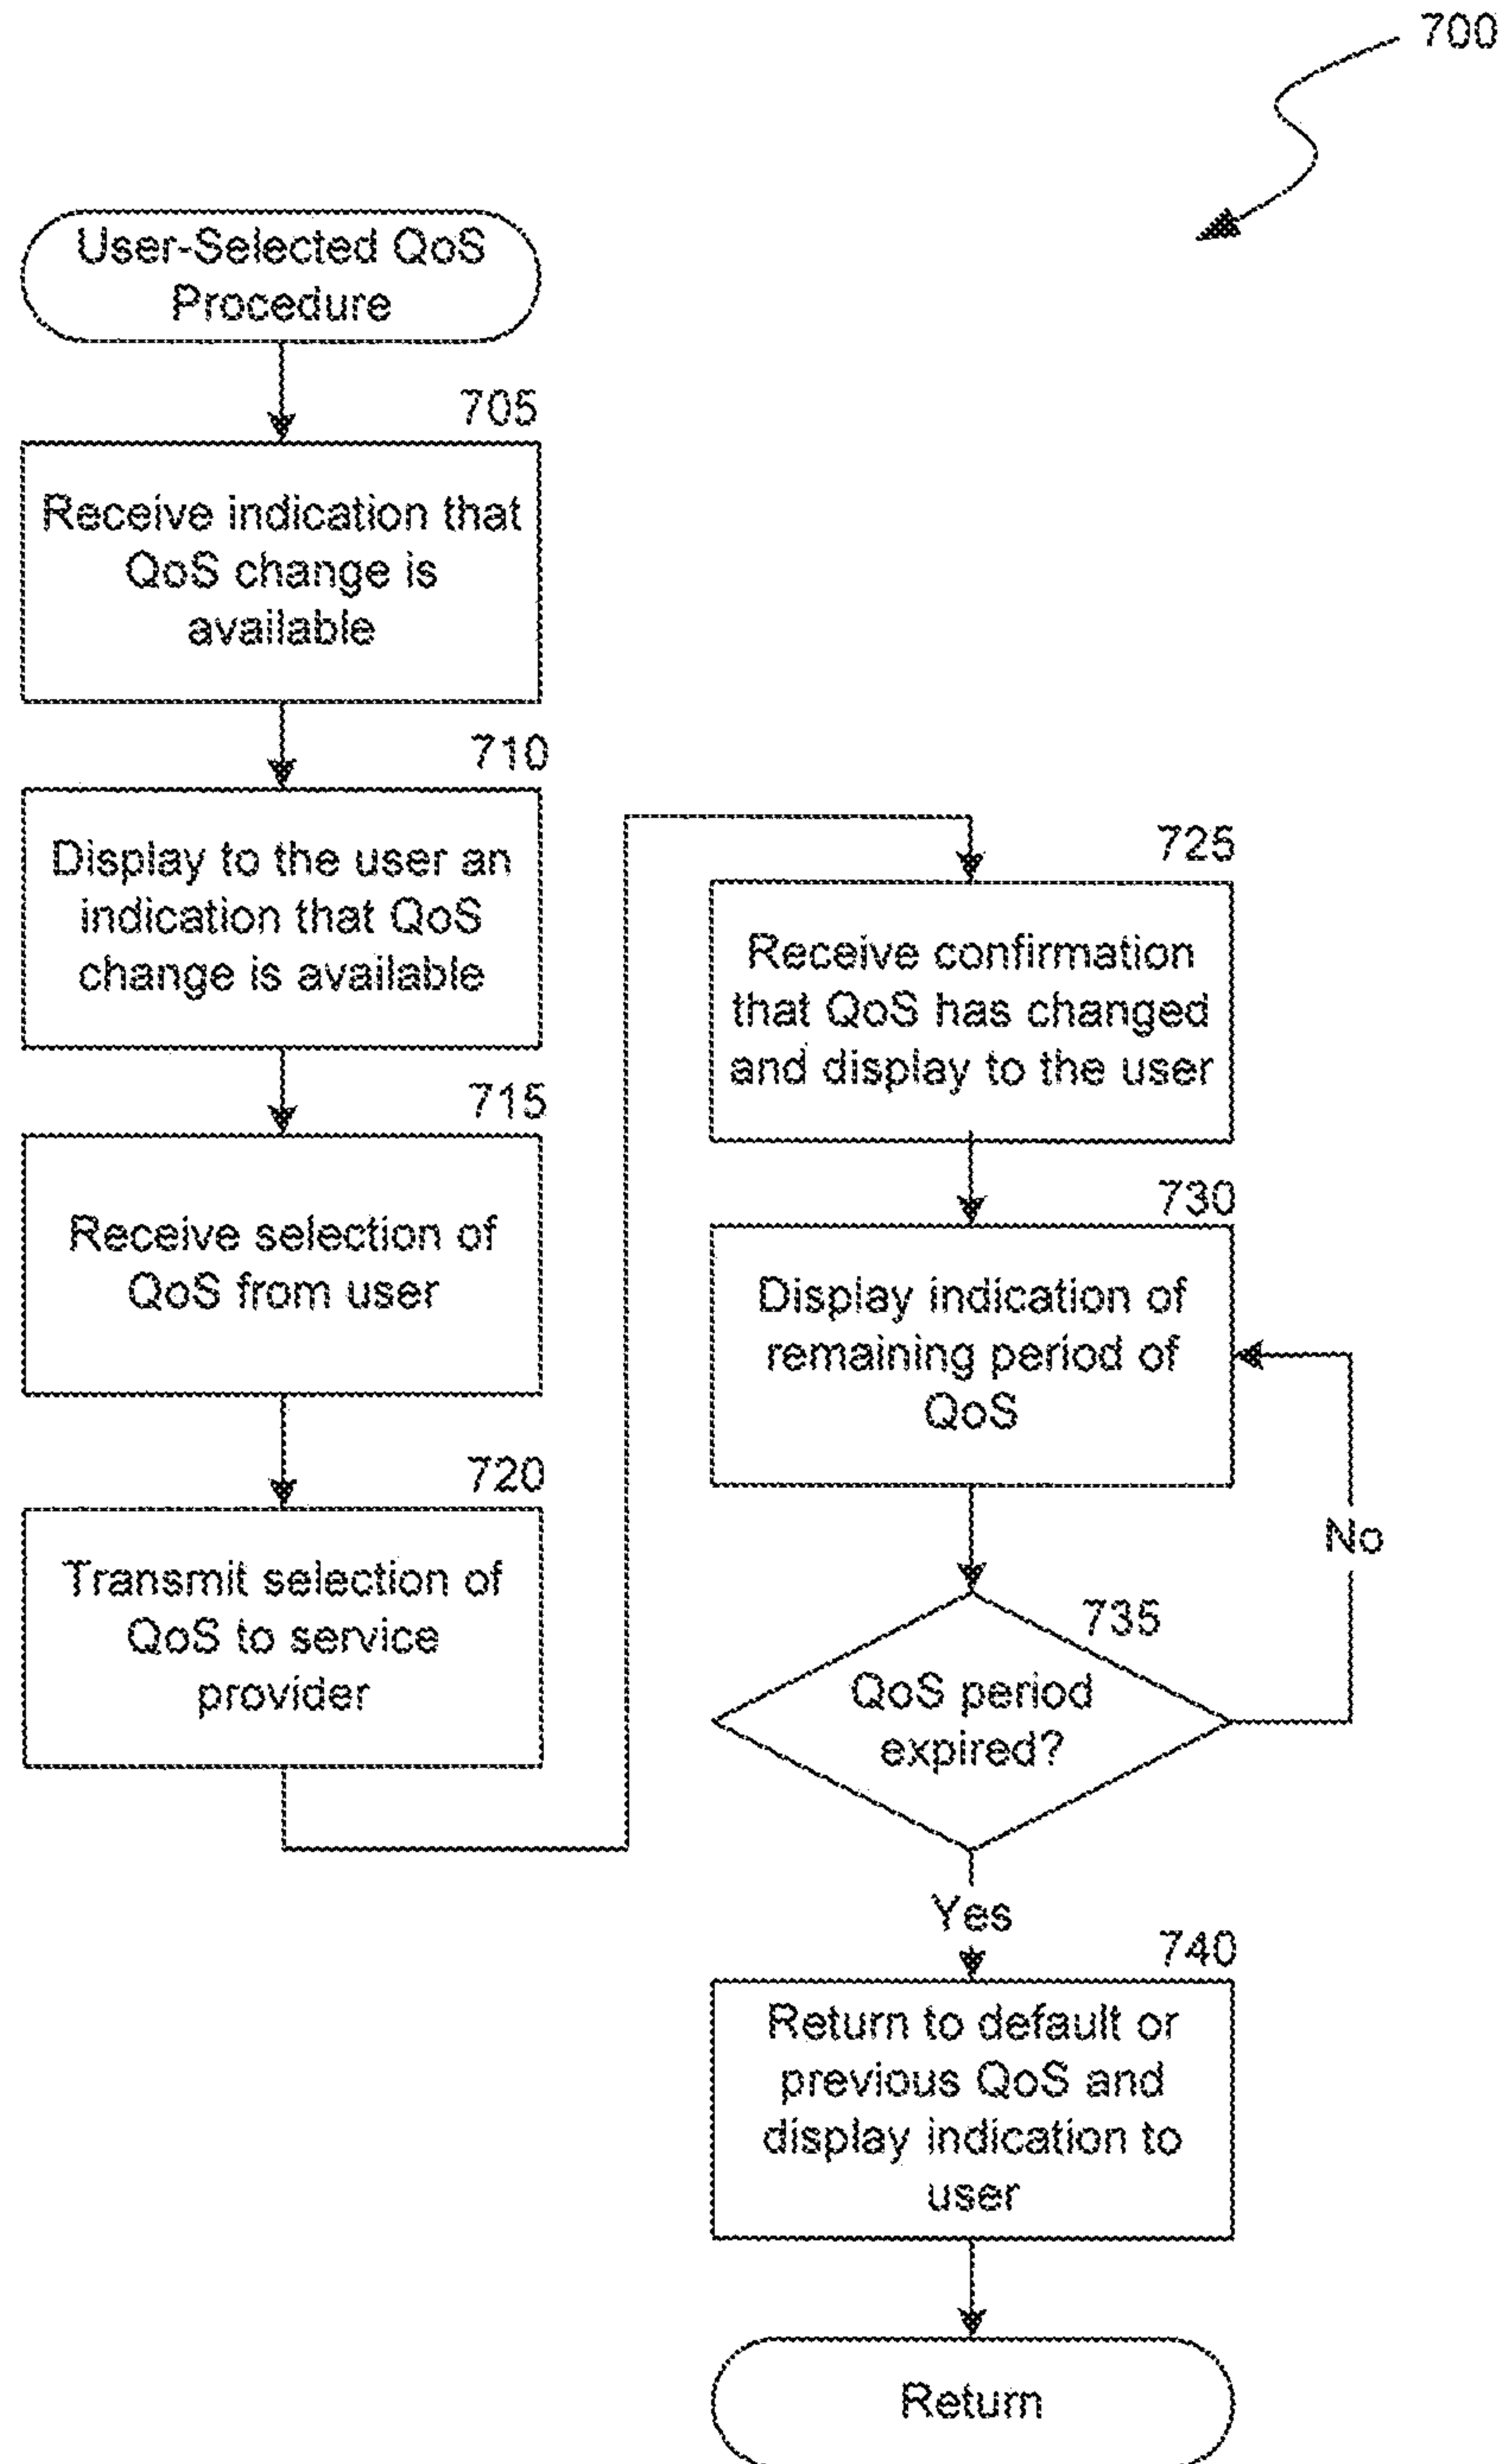 700
User-Selected QoS
Procedure
705
Receive indication that
QoS change is
available
710
Display to the user an
indication that QoS
change is available
715
Receive selection of
QoS from user
720
Transmit selection of
QoS to service
provider
725
Receive confirmation
that QoS has changed
and display to the user
730
Display indication of
remaining period of
QoS
No
735
QoS period
expired?
Yes
740
Return to default or
previous QoS and
display indication to
user
Return